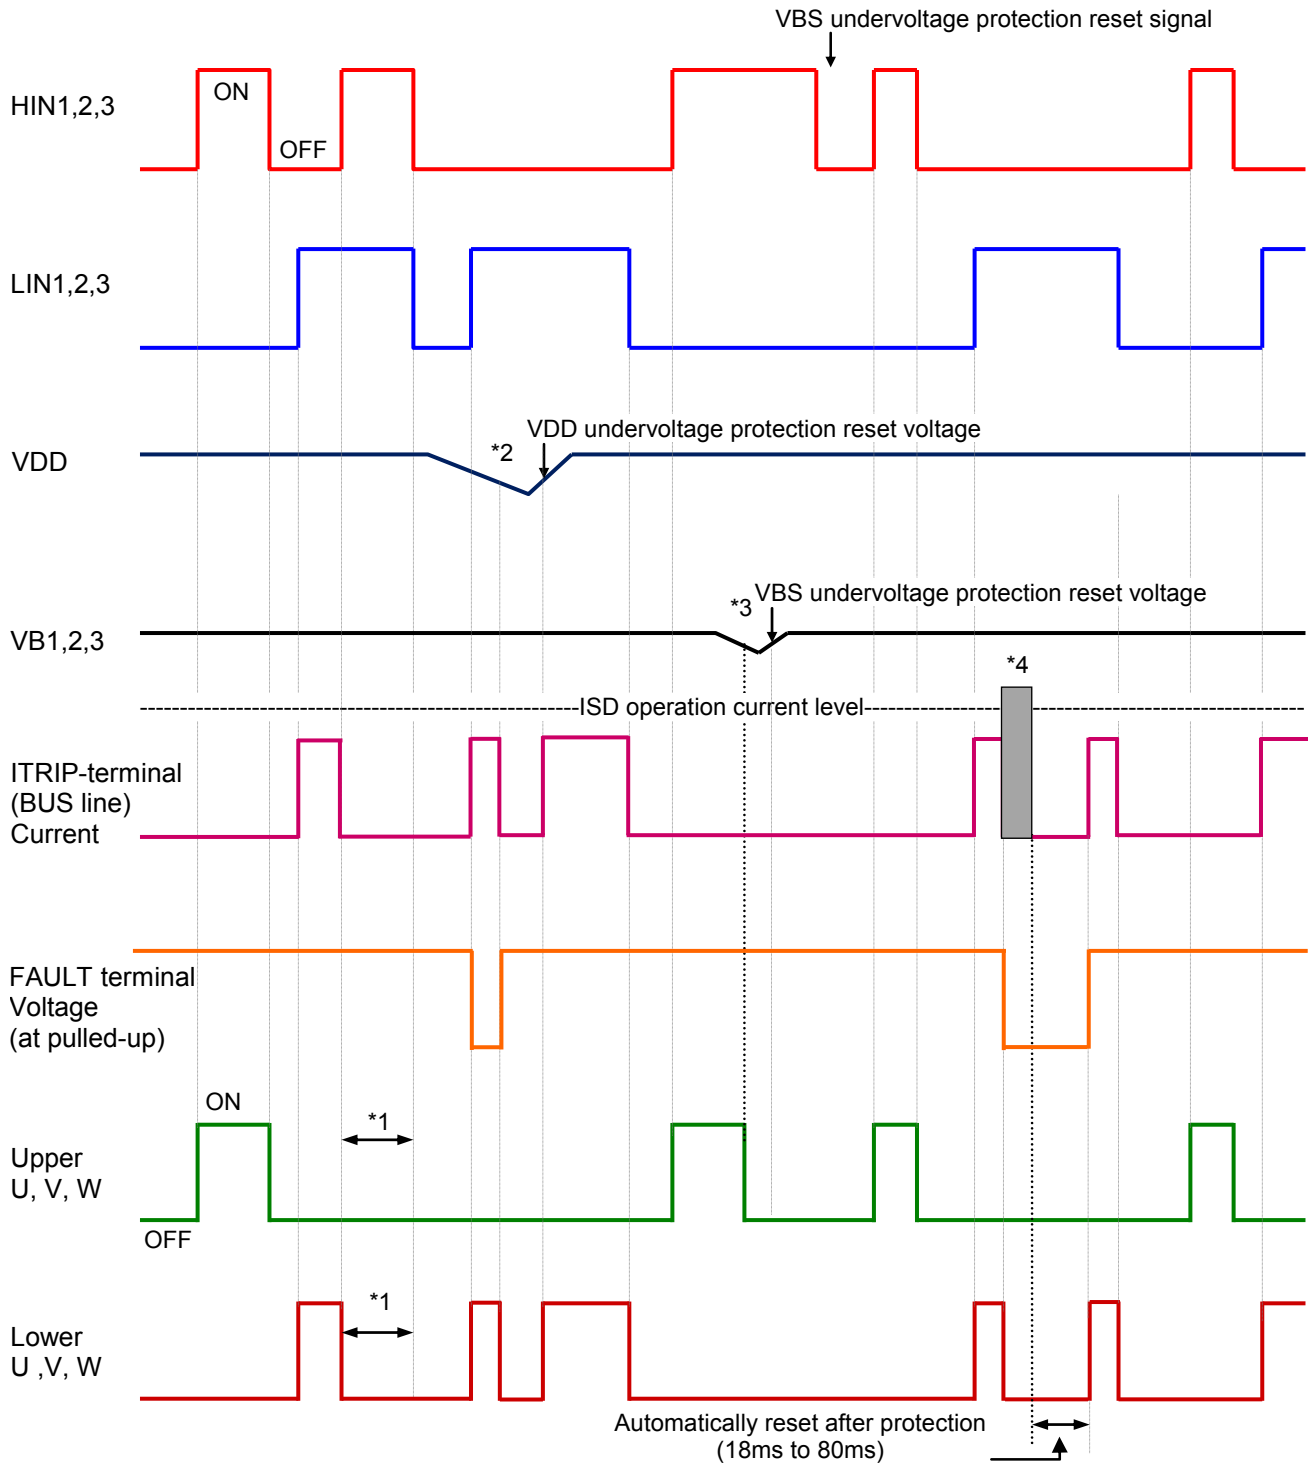 VBS undervoltage protection reset signal
HIN1,2,3
ON
OFF
LIN1,2,3
VDD undervoltage protection reset voltage
*2
VDD
VBS undervoltage protection reset voltage
*3
VB1,2,3
*4
ISD operation current level
ITRIP-terminal
(BUS line)
Current
FAULT terminal
Voltage
(at pulled-up)
ON
*1
Upper
U, V, W
OFF
*1
Lower
U ,V, W
Automatically reset after protection
(18ms to 80ms)